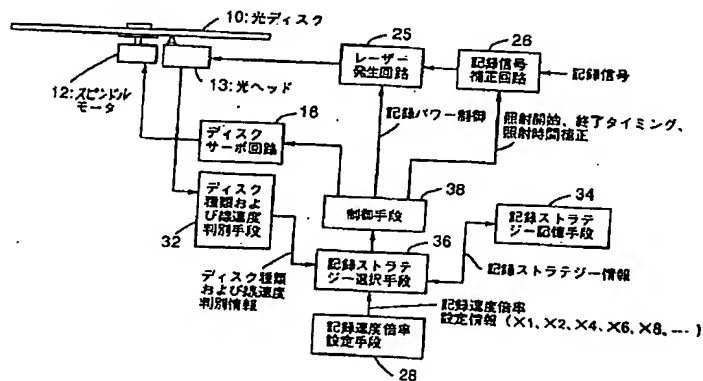 10:光ディスク
12:スピンドル
モータ
13:光ヘッド
25
レーザー
発生回路
26
記録信号
補正回路
記録信号
記録パワー制御
照射開始、終了タイミング、
照射時間補正
16
ディスク
サーボ回路
ディスク
種類およ
び線速度
判別手段
32
38
制御手段
34
記録ストラテ
ジー記憶手段
36
記録ストラテ
ジー選択手段
記録ストラテジー情報
ディスク種類
および線速度
判別情報
記録速度倍率
設定情報(×1、×2、×4、×6、×8、---)
記録速度倍率
設定手段
28